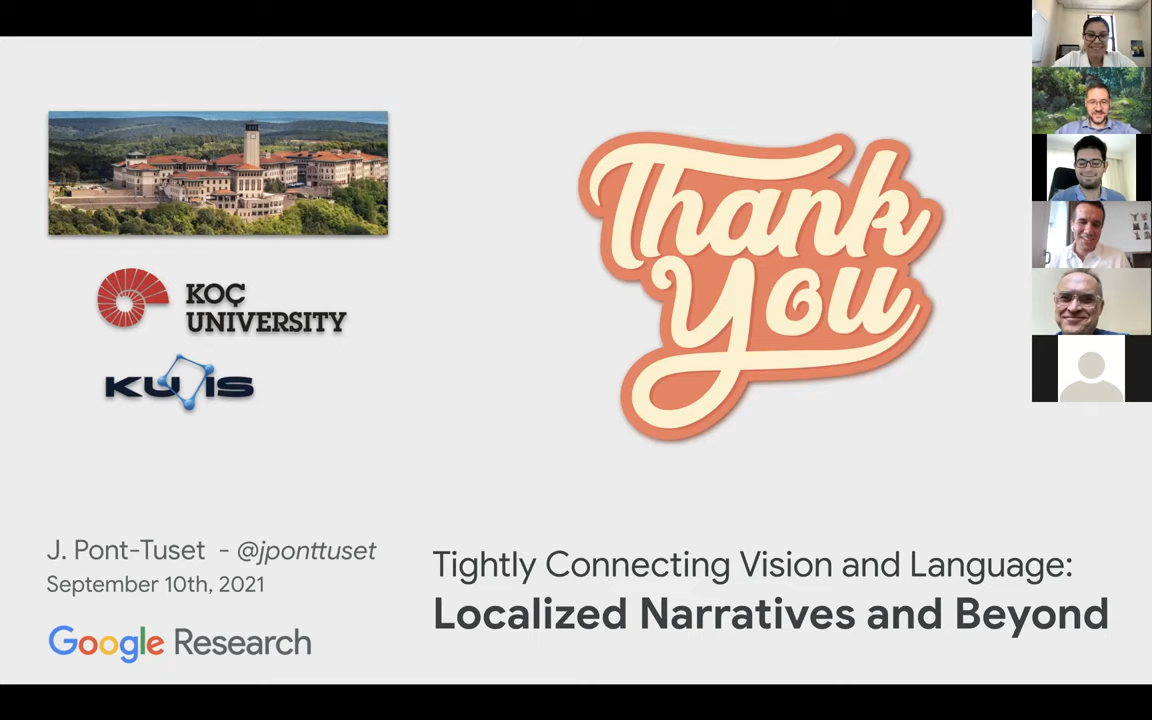 Thank
You
KOÇ
UNIVERSITY
KUIS
J. Pont-Tuset - @jponttuset
September 10th, 2021
Google Research
Tightly Connecting Vision and Language:
Localized Narratives and Beyond